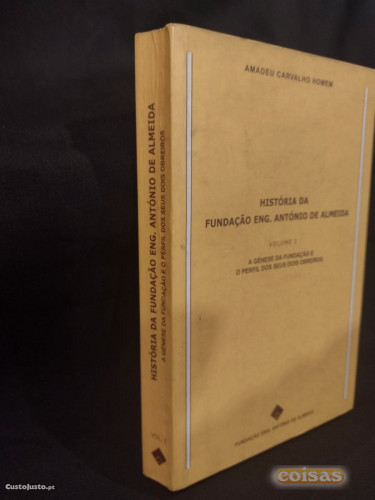 AMADEU CARVALHO HOMEM
HISTÓRIA DA
FUNDAÇÃO ENG. ANTÓNIO DE ALMEIDA
VOLUME I
A GÉNESE DA FUNDAÇÃO E
O PERFIL DOS SEUS DOIS OBREIROS
FUNDAÇÃO ENG. ANTÓNIO DE ALMEIDA
HISTÓRIA DA FUNDAÇÃO ENG. ANTÓNIO DE ALMEIDA
A GÉNESE DA FUNDAÇÃO E O PERFIL DOS SEUS DOIS OBREIROS
VOL. I
CustoJusto.pt
coisas